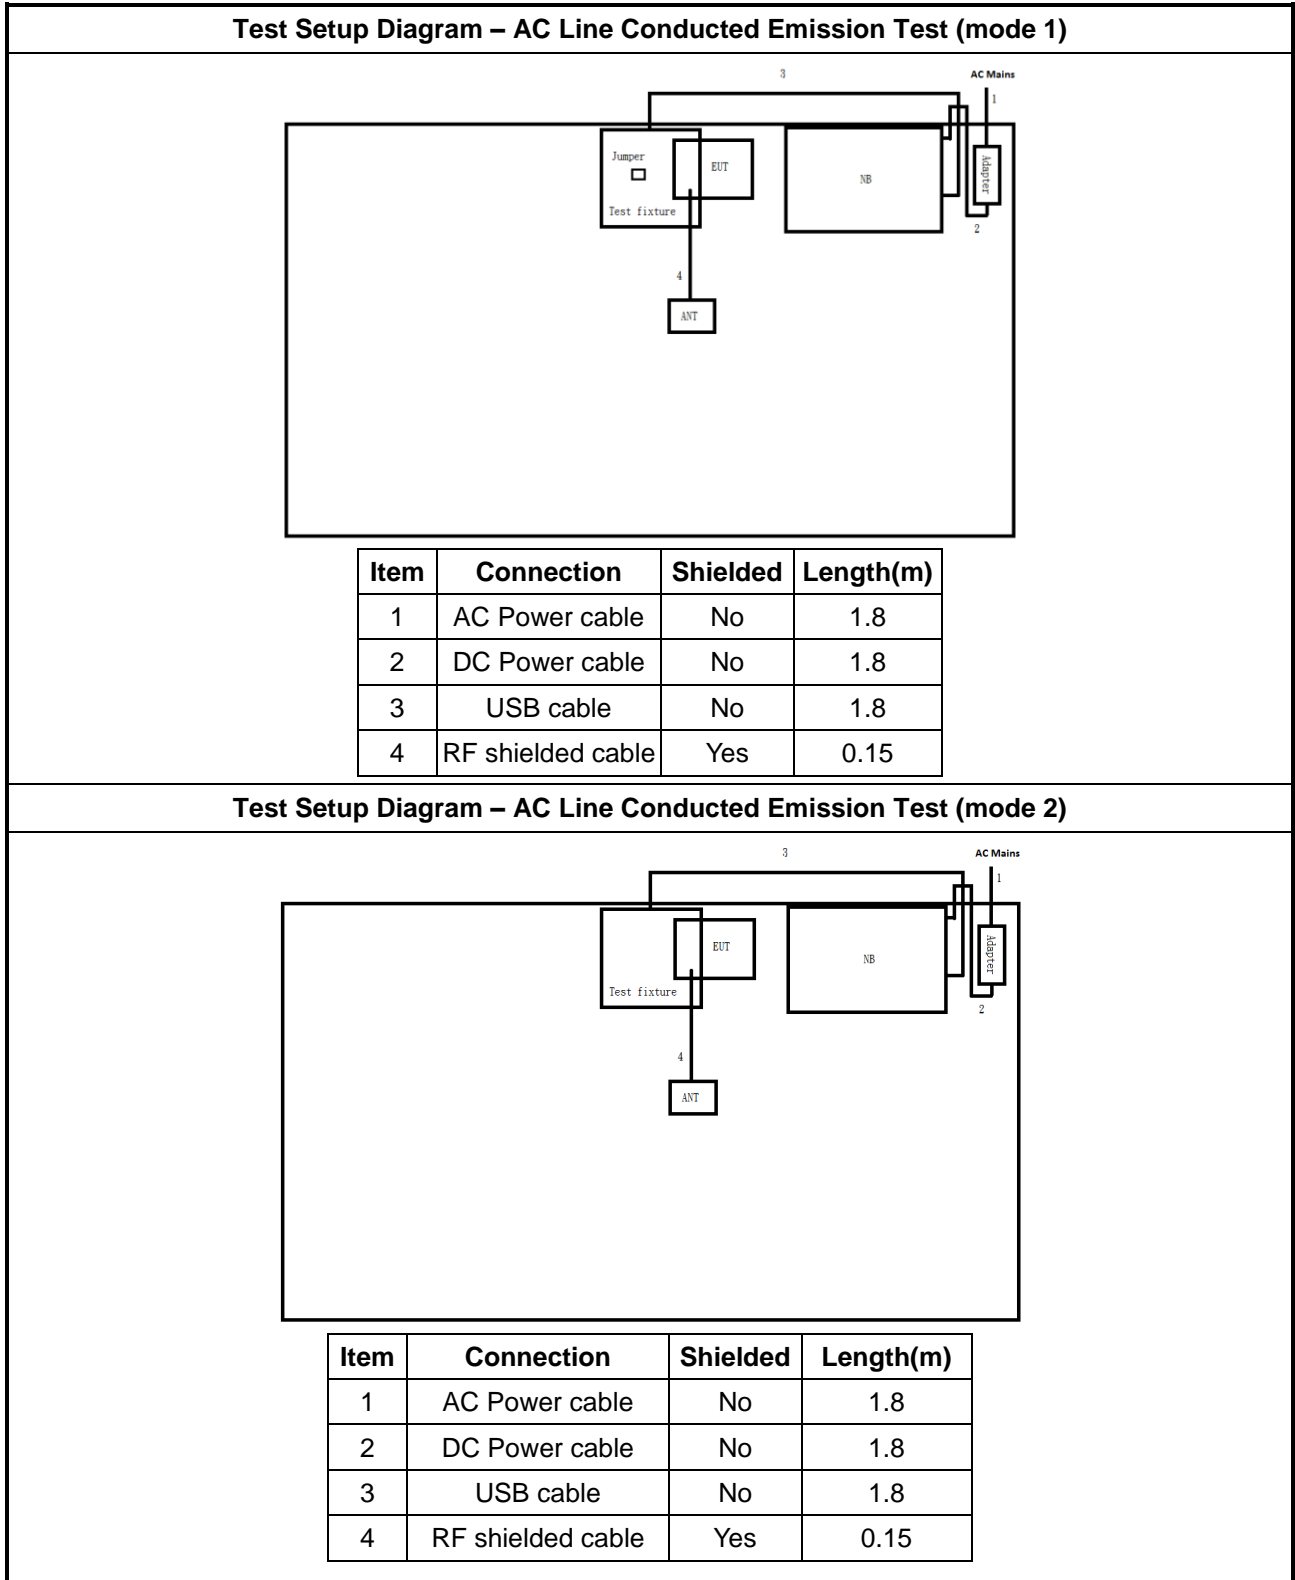 Test Setup Diagram – AC Line Conducted Emission Test (mode 1)
3
AC Mains
1
Jumper
EUT
NB
Adapter
Test fixture
2
4
ANT
Item Connection Shielded Length(m)
1 AC Power cable No 1.8
2 DC Power cable No 1.8
3 USB cable No 1.8
4 RF shielded cable Yes 0.15
Test Setup Diagram – AC Line Conducted Emission Test (mode 2)
3
AC Mains
1
EUT
NB
Adapter
Test fixture
2
4
ANT
Item Connection Shielded Length(m)
1 AC Power cable No 1.8
2 DC Power cable No 1.8
3 USB cable No 1.8
4 RF shielded cable Yes 0.15